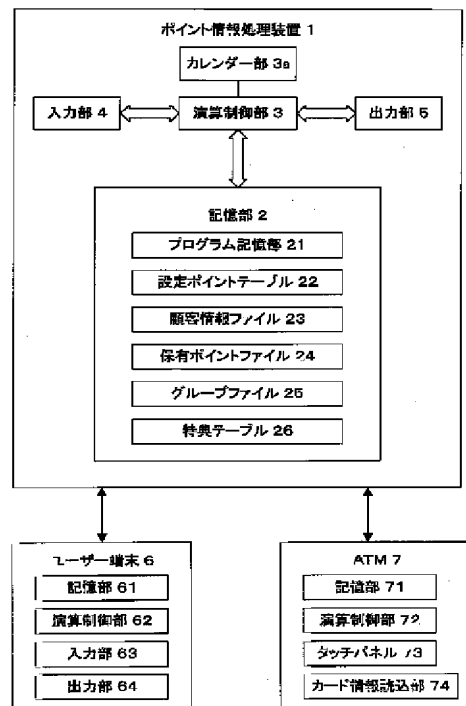 ポイント情報処理装置 1
カレンダー部 3a
入力部 4
演算制御部 3
出力部 5
記憶部 2
プログラム記憶部 21
設定ポイントテーブル 22
顧客情報ファイル 23
保有ポイントファイル 24
グループファイル 25
特典テーブル 26
ユーザー端末 6
記憶部 61
演算制御部 62
入力部 63
出力部 64
ATM 7
記憶部 71
演算制御部 72
タッチパネル 73
カード情報読込部 74